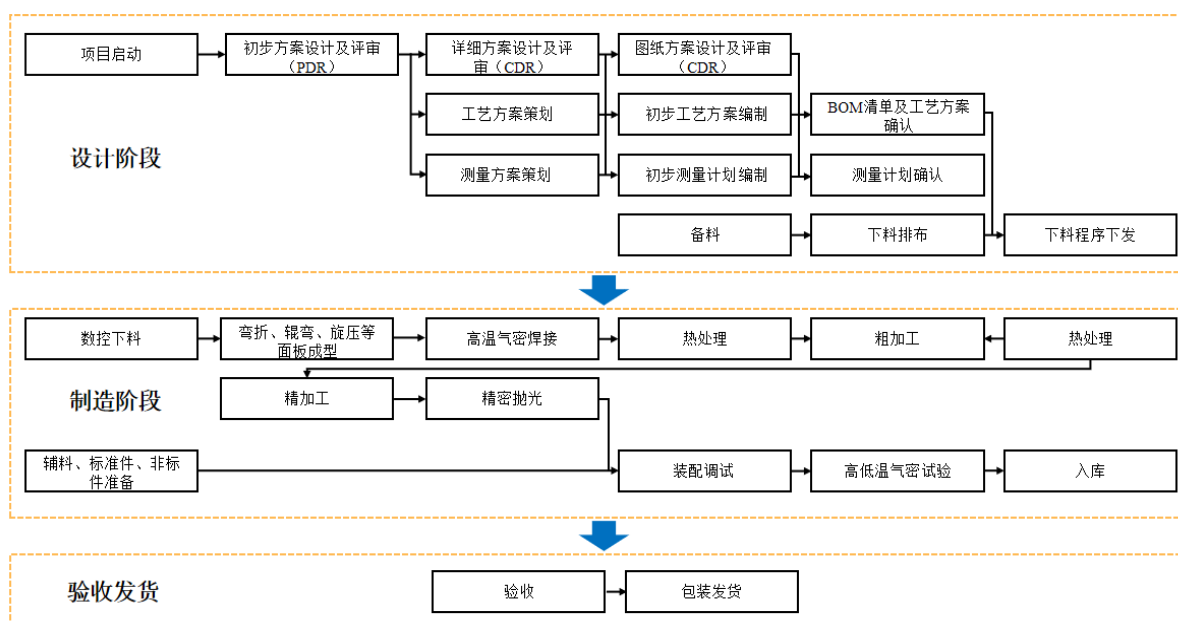 项目启动
初步方案设计及评审
（PDR）
详细方案设计及评
审（CDR）
图纸方案设计及评审
（CDR）
工艺方案策划
初步工艺方案编制
BOM清单及工艺方案
确认
设计阶段
测量方案策划
初步测量计划编制
测量计划确认
备料
下料排布
下料程序下发
数控下料
弯折、辊弯、旋压等
面板成型
高温气密焊接
热处理
粗加工
热处理
制造阶段
精加工
精密抛光
辅料、标准件、非标
件准备
装配调试
高低温气密试验
入库
验收发货
验收
包装发货